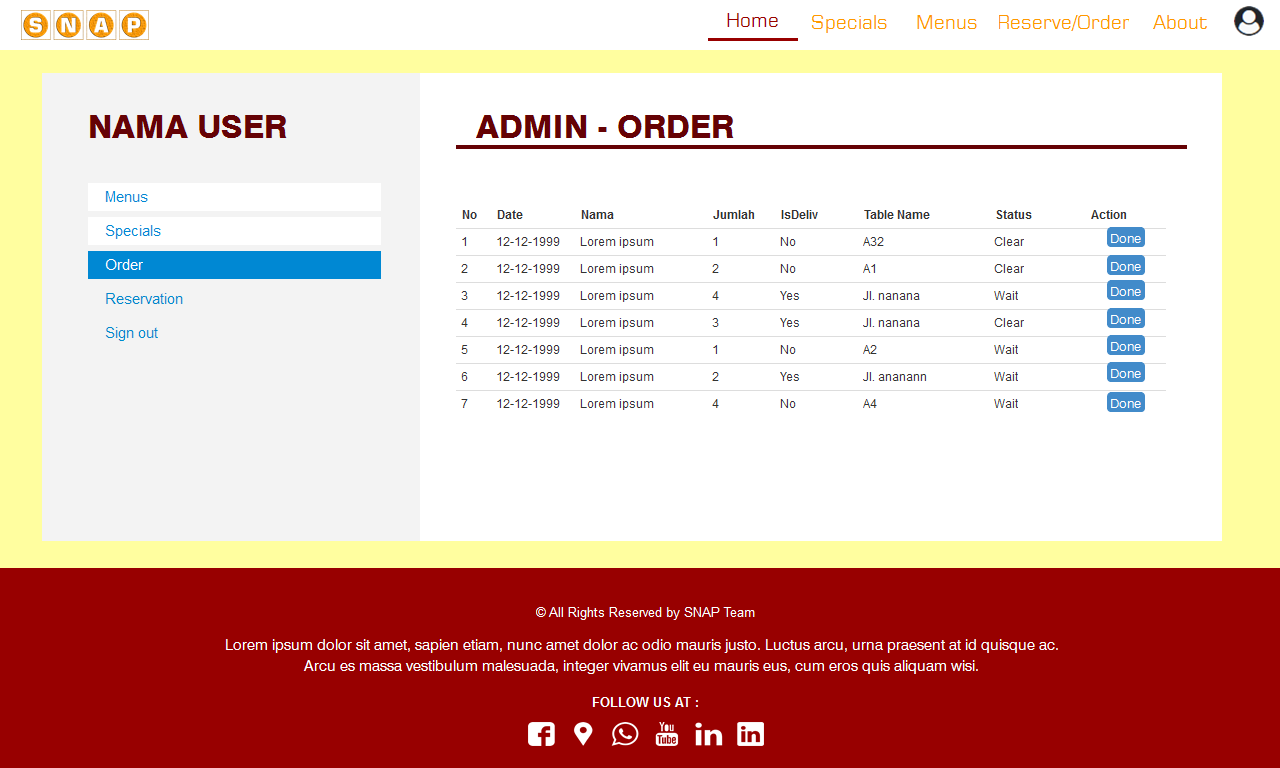 SNAP Home Specials Menus Reserve/Order About
NAMA USER
Menus
Specials
Order
Reservation
Sign out
ADMIN - ORDER
No Date Nama Jumlah IsDeliv Table Name Status Action
1 12-12-1999 Lorem ipsum 1 No A32 Clear Done
2 12-12-1999 Lorem ipsum 2 No A1 Clear Done
3 12-12-1999 Lorem ipsum 4 Yes Jl. nanana Wait Done
4 12-12-1999 Lorem ipsum 3 Yes Jl. nanana Clear Done
5 12-12-1999 Lorem ipsum 1 No A2 Wait Done
6 12-12-1999 Lorem ipsum 2 Yes Jl. ananann Wait Done
7 12-12-1999 Lorem ipsum 4 No A4 Wait Done
© All Rights Reserved by SNAP Team
Lorem ipsum dolor sit amet, sapien etiam, nunc amet dolor ac odio mauris justo. Luctus arcu, urna praesent at id quisque ac.
Arcu es massa vestibulum malesuada, integer vivamus elit eu mauris eus, cum eros quis aliquam wisi.
FOLLOW US AT :
You Tube in in